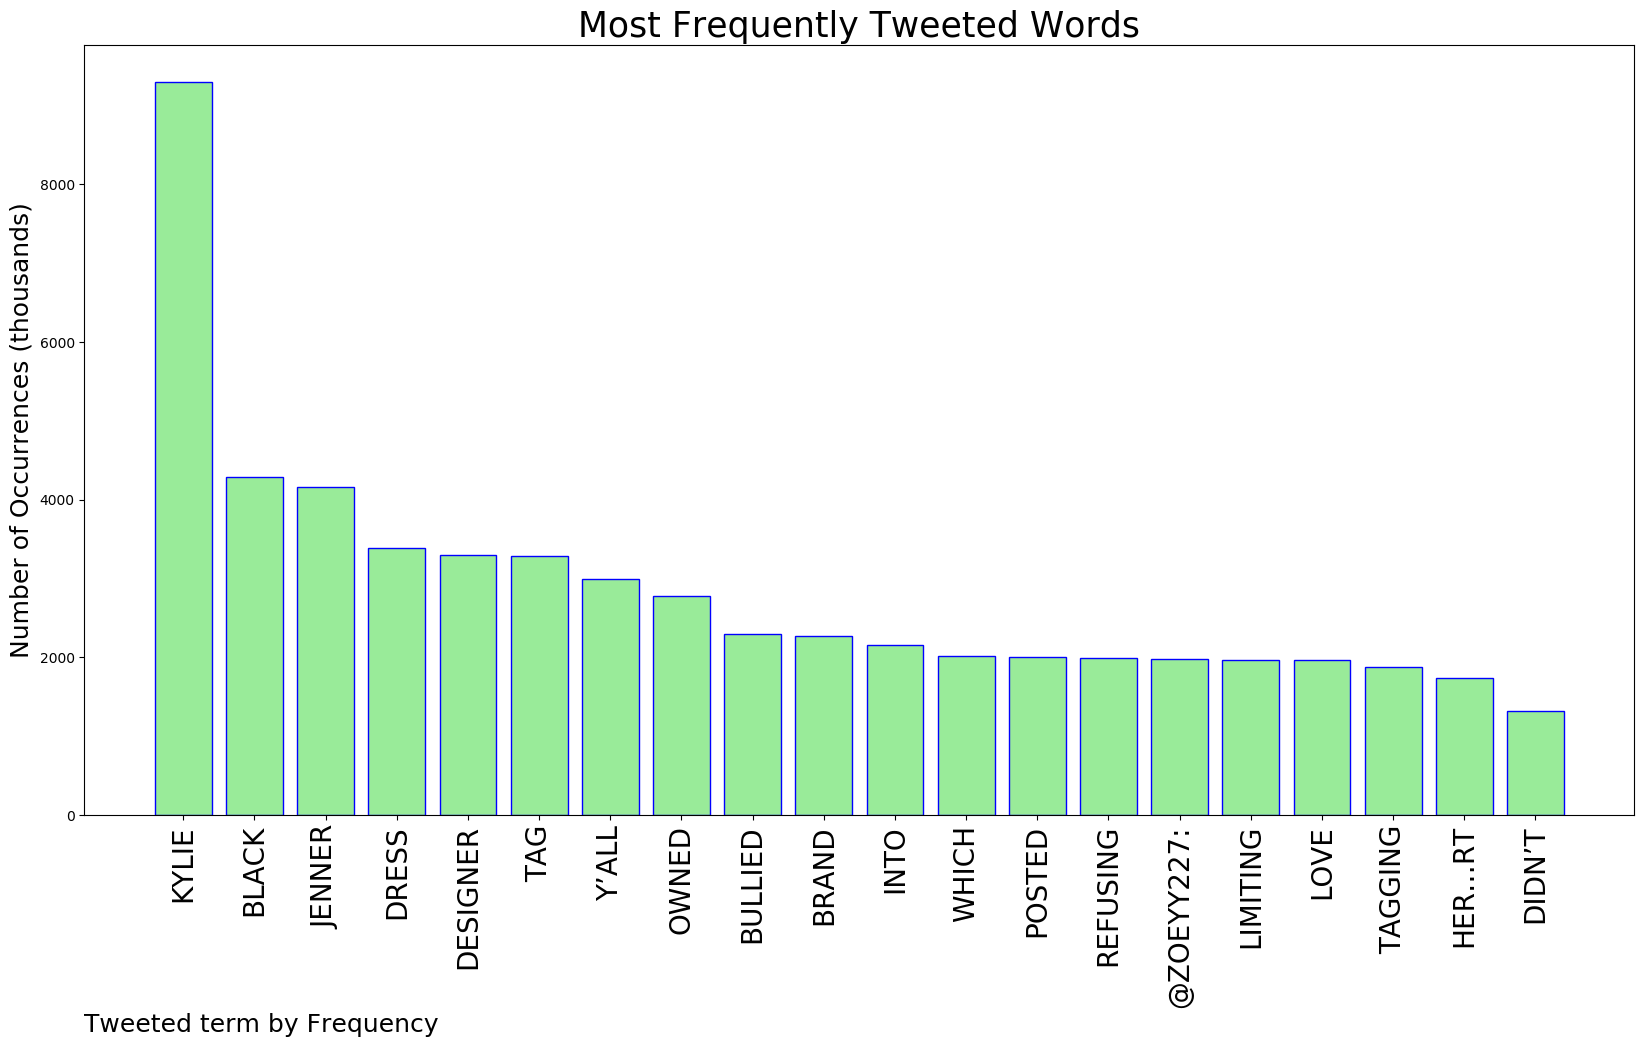 Most Frequently Tweeted Words
Number of Occurrences (thousands)
8000
6000
4000
2000
0
KYLIE
BLACK
JENNER
DRESS
DESIGNER
TAG
Y’ALL
OWNED
BULLIED
BRAND
INTO
WHICH
POSTED
REFUSING
@ZOEYY227:
LIMITING
LOVE
TAGGING
HER…RT
DIDN’T
Tweeted term by Frequency